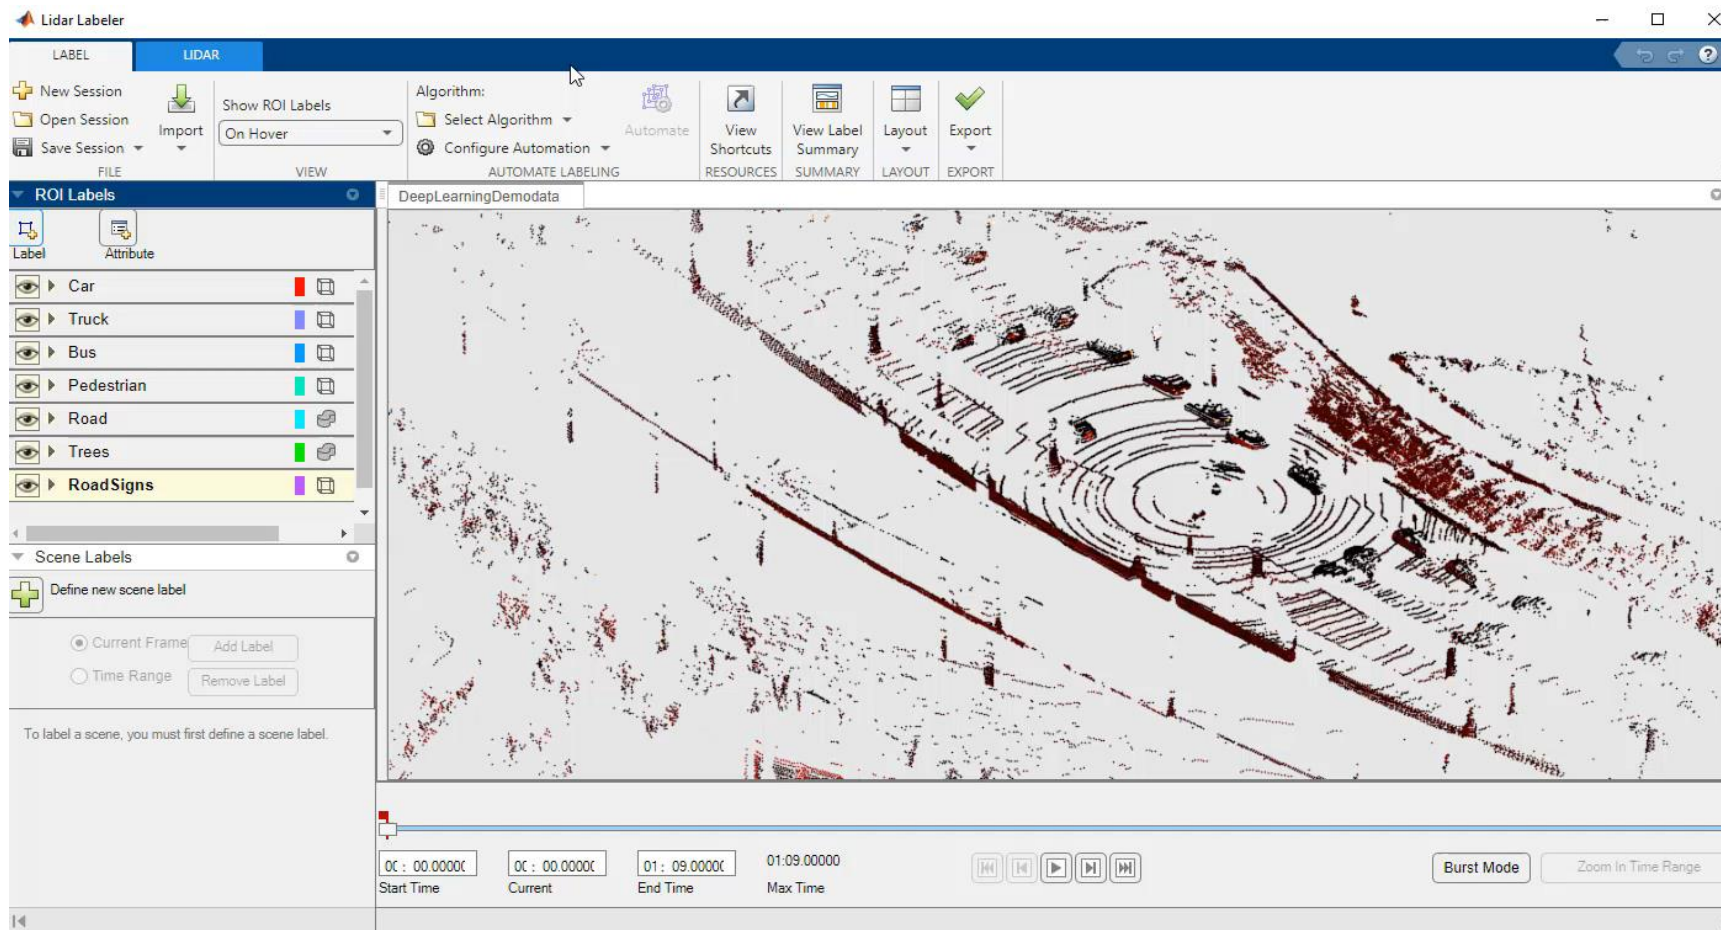 Lidar Labeler
LABEL
LIDAR
New Session
Open Session
Save Session
Import
FILE
Show ROI Labels
On Hover
VIEW
Algorithm:
Select Algorithm
Configure Automation
Automate
AUTOMATE LABELING
View
Shortcuts
RESOURCES
View Label
Summary
SUMMARY
Layout
LAYOUT
Export
EXPORT
ROI Labels
Label
Attribute
Car
Truck
Bus
Pedestrian
Road
Trees
RoadSigns
Scene Labels
Define new scene label
Current Frame
Add Label
Time Range
Remove Label
To label a scene, you must first define a scene label.
DeepLearningDemodata
Start Time
Current
End Time
01:09.00000
Max Time
Burst Mode
Zoom In Time Range